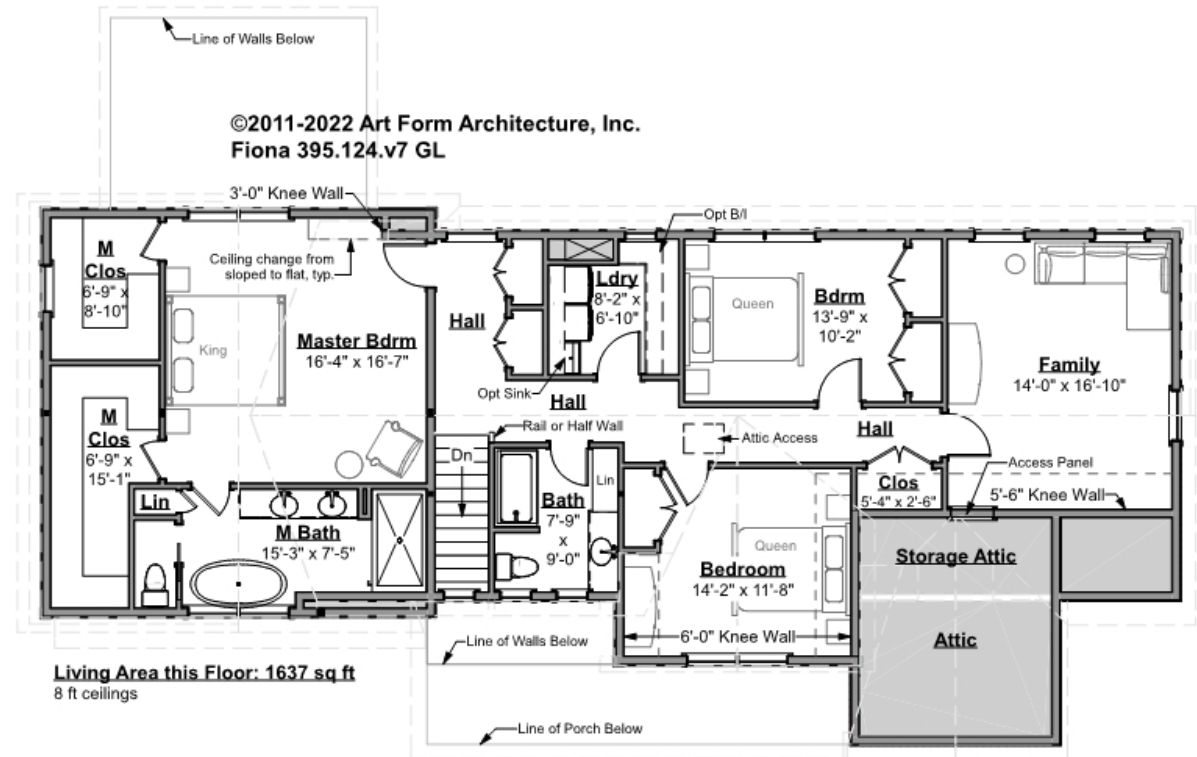 Line of Walls Below
©2011-2022 Art Form Architecture, Inc.
Fiona 395.124.v7 GL
3'-0" Knee Wall
Opt B/I
M
Clos
6'-9" x
8'-10"
Ceiling change from
sloped to flat, typ.
King
Master Bdrm
16'-4" x 16'-7"
Hall
Ldry
8'-2" x
6'-10"
Opt Sink
Queen
Bdrm
13'-9" x
10'-2"
Family
14'-0" x 16'-10"
M
Clos
6'-9" x
15'-1"
Hall
Rail or Half Wall
Attic Access
Hall
Dn
Access Panel
Lin
Bath
7'-9"
x
9'-0"
Lin
Clos
5'-4" x 2'-6"
5'-6" Knee Wall
M Bath
15'-3" x 7'-5"
Queen
Bedroom
14'-2" x 11'-8"
Storage Attic
6'-0" Knee Wall
Attic
Line of Walls Below
Living Area this Floor: 1637 sq ft
8 ft ceilings
Line of Porch Below